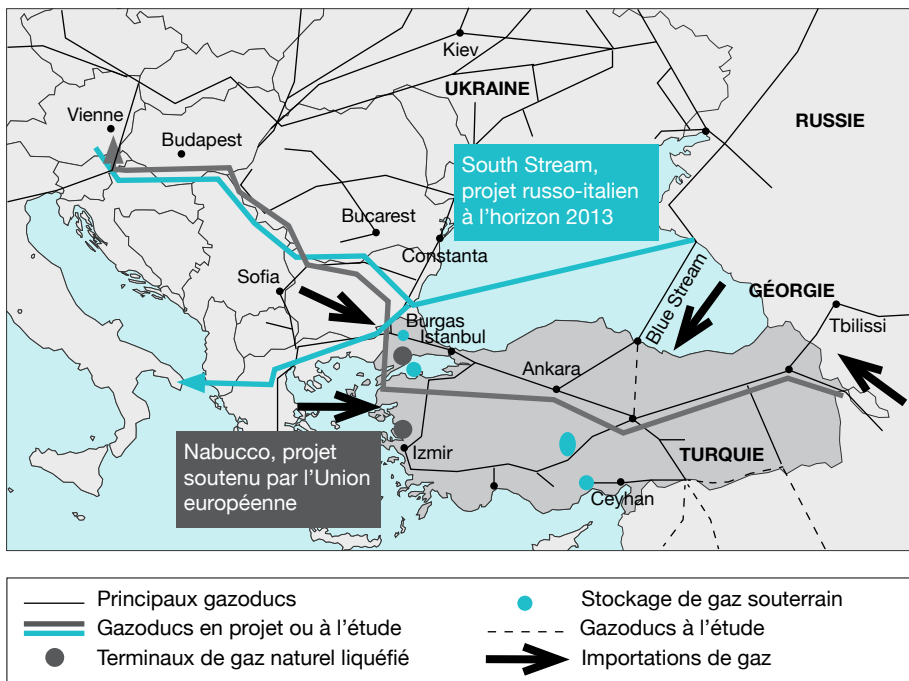 Kiev
UKRAINE
RUSSIE
Vienne
Budapest
South Stream,
projet russo-italien
à l'horizon 2013
Bucarest
Constanta
Sofia
Blue Stream
GÉORGIE
Tbilissi
Burgas
Istanbul
Ankara
Nabucco, projet
soutenu par l'Union
européenne
Izmir
TURQUIE
Ceyhan
Principaux gazoducs
Gazoducs en projet ou à l'étude
Terminaux de gaz naturel liquéfié
Stockage de gaz souterrain
Gazoducs à l'étude
Importations de gaz